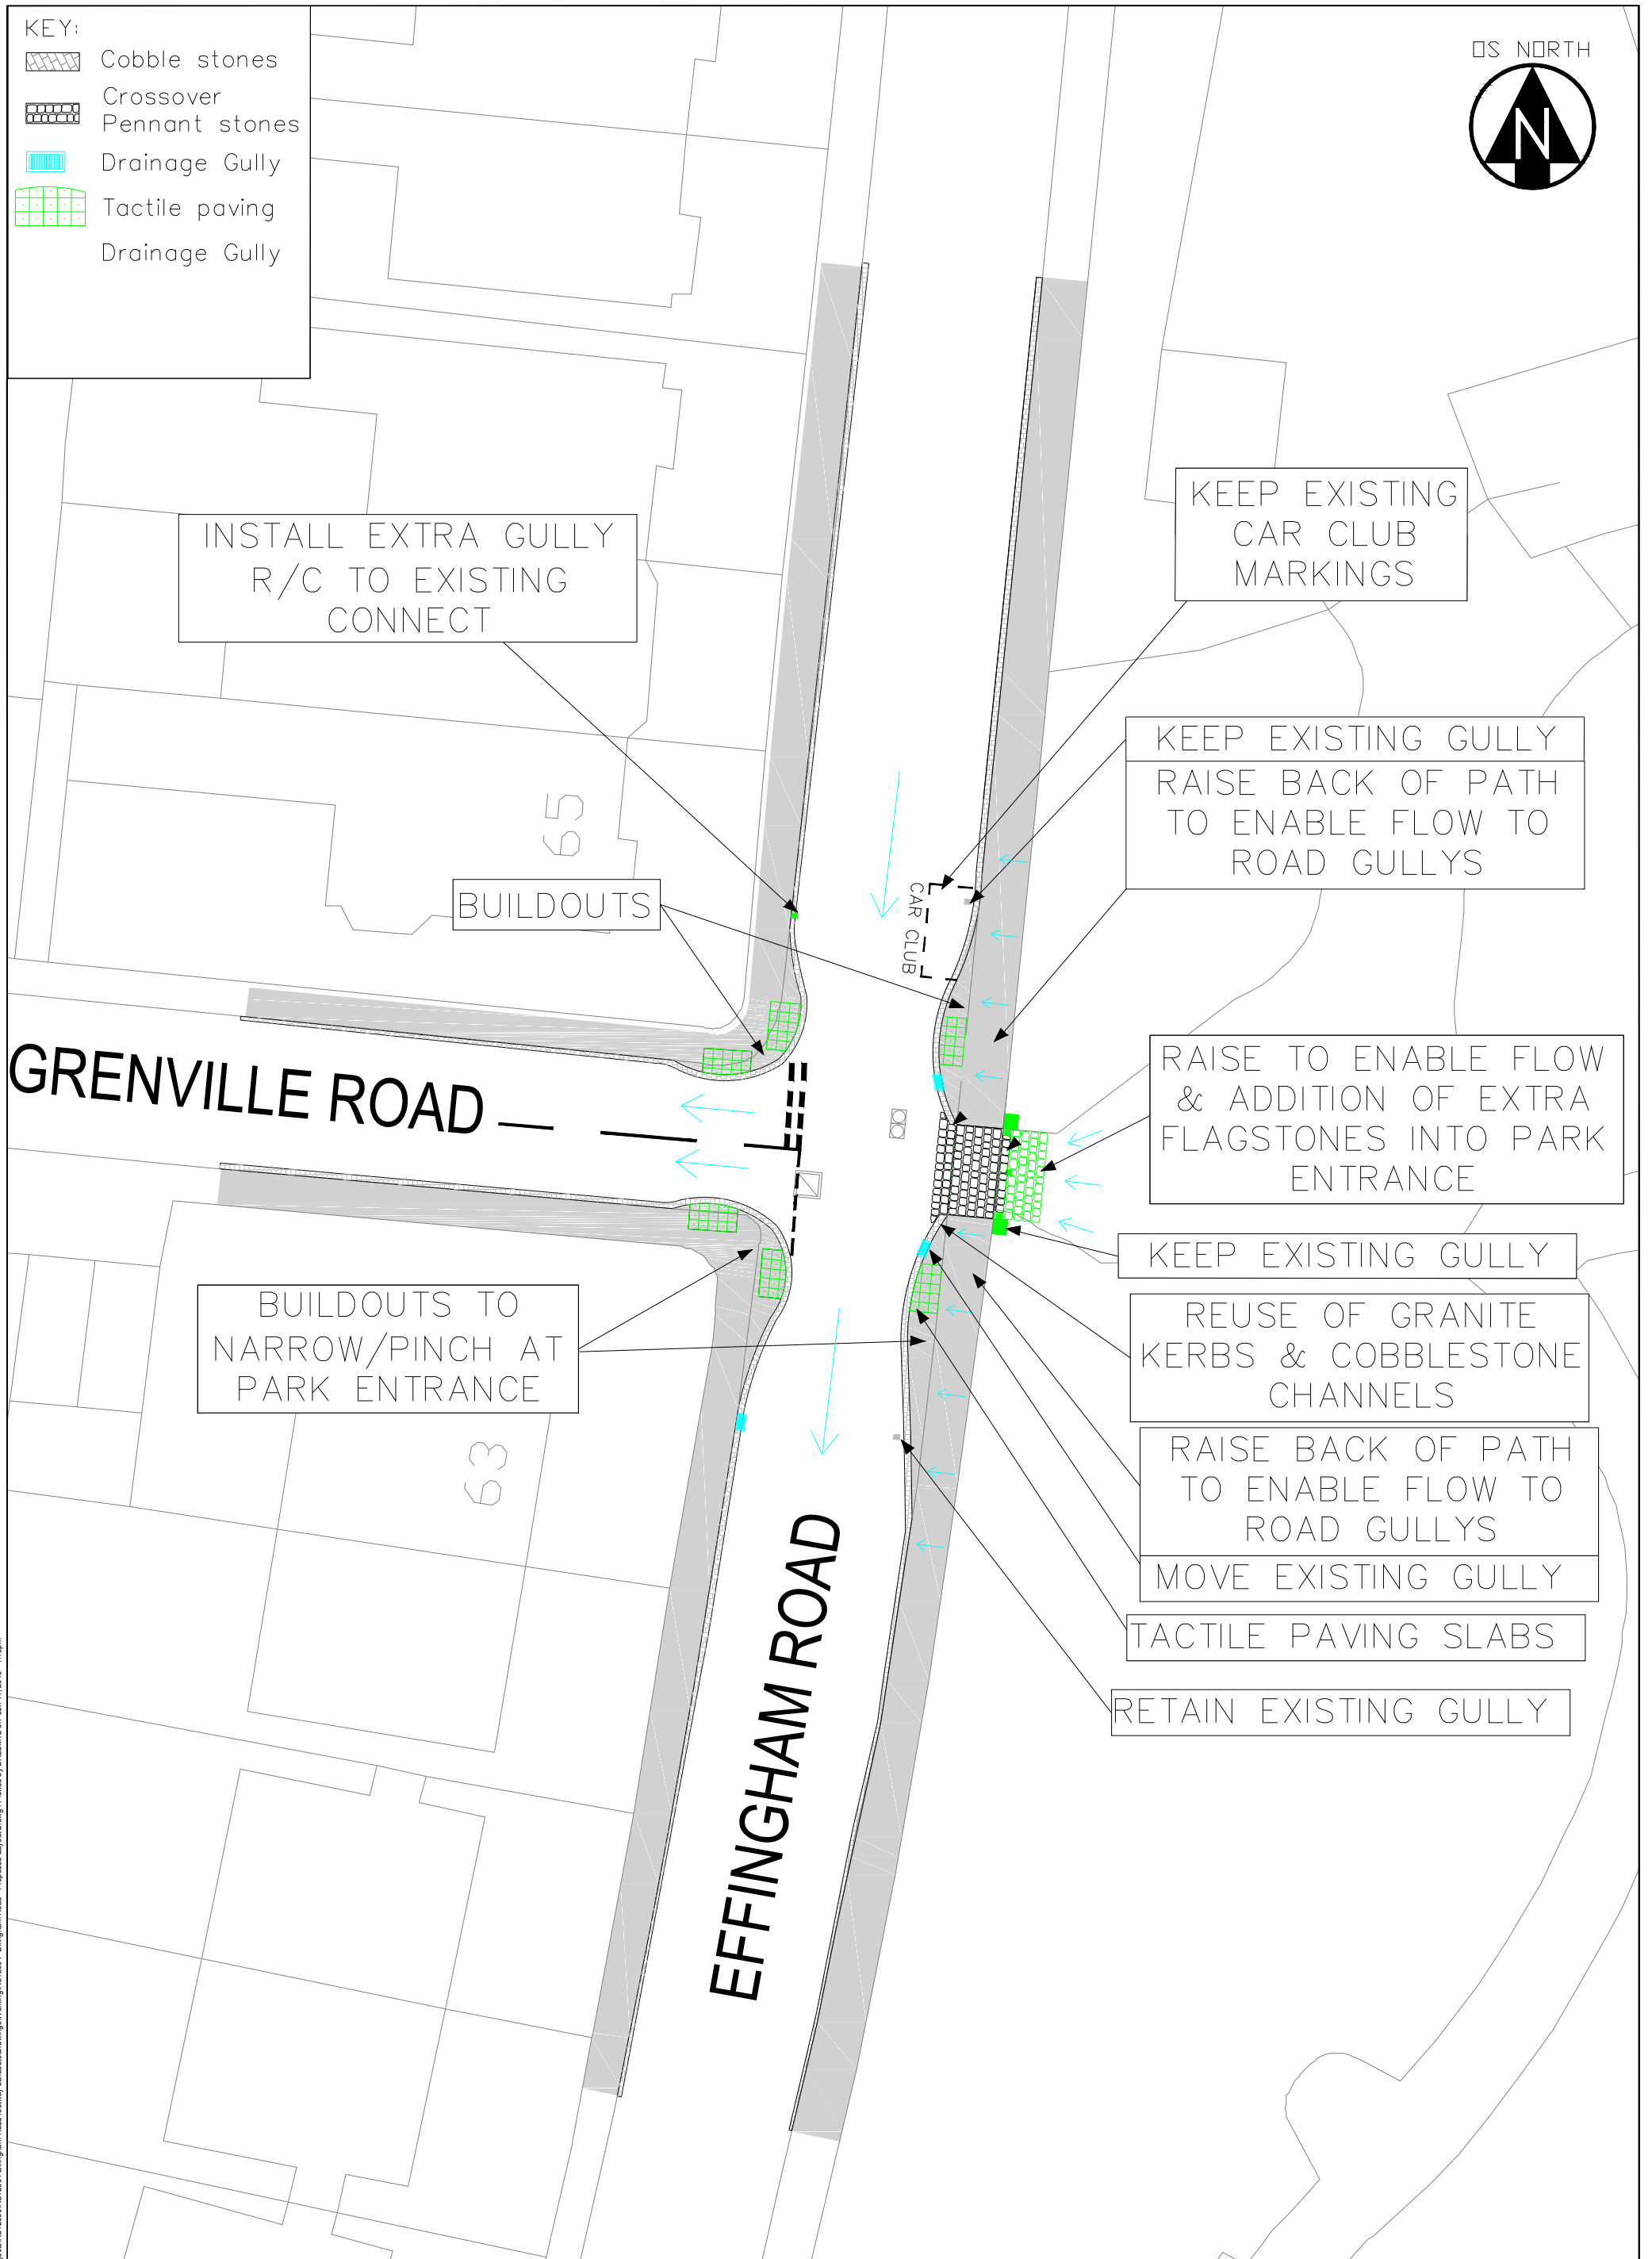 KEY:
Cobble stones
Crossover
Pennant stones
Drainage Gully
Tactile paving
Drainage Gully
OS NORTH
N
KEEP EXISTING
CAR CLUB
MARKINGS
INSTALL EXTRA GULLY
R/C TO EXISTING
CONNECT
KEEP EXISTING GULLY
RAISE BACK OF PATH
TO ENABLE FLOW TO
ROAD GULLYS
65
BUILDOUTS
CAR CLUB
GRENVILLE ROAD
RAISE TO ENABLE FLOW
& ADDITION OF EXTRA
FLAGSTONES INTO PARK
ENTRANCE
KEEP EXISTING GULLY
BUILDOUTS TO
NARROW/PINCH AT
PARK ENTRANCE
REUSE OF GRANITE
KERBS & COBBLESTONE
CHANNELS
63
RAISE BACK OF PATH
TO ENABLE FLOW TO
ROAD GULLYS
MOVE EXISTING GULLY
TACTILE PAVING SLABS
RETAIN EXISTING GULLY
EFFINGHAM ROAD